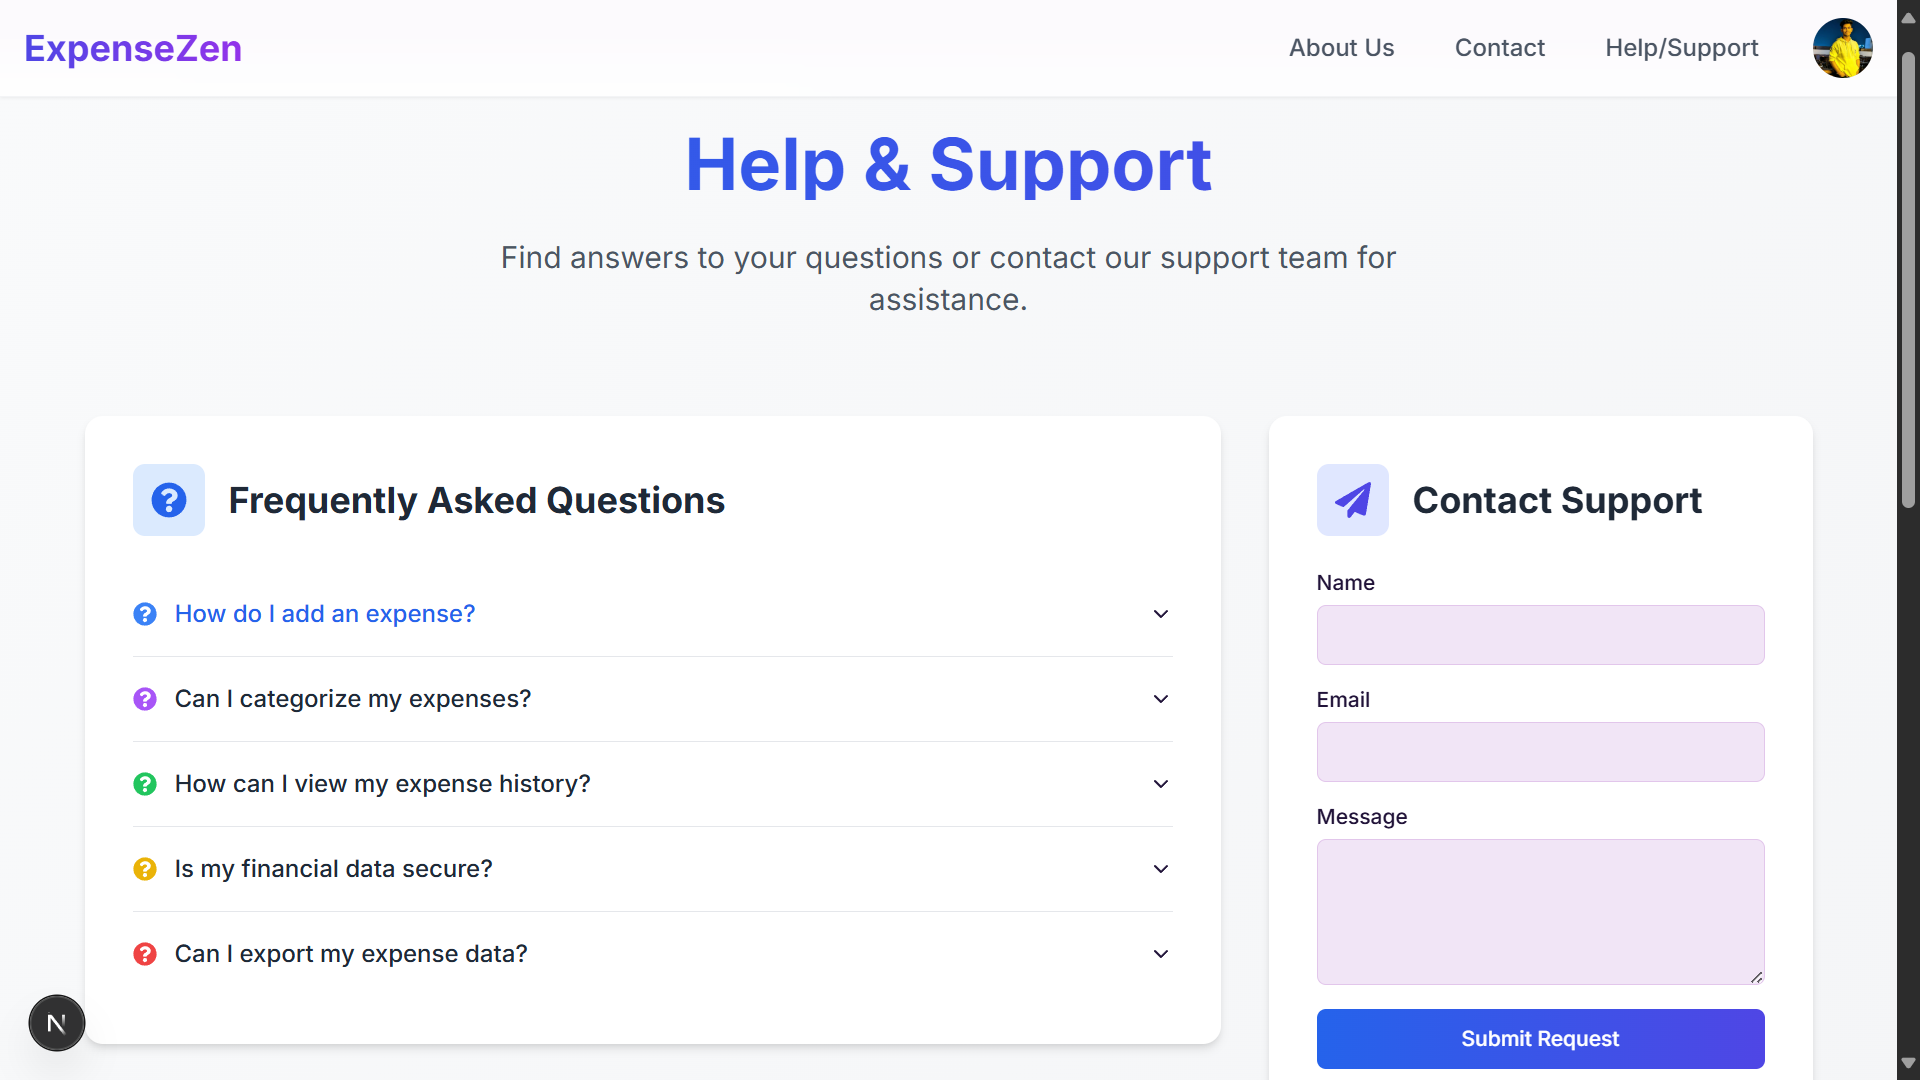 ExpenseZen
About Us
Contact
Help/Support
Help & Support
Find answers to your questions or contact our support team for
assistance.
Frequently Asked Questions
How do I add an expense?
Can I categorize my expenses?
How can I view my expense history?
Is my financial data secure?
Can I export my expense data?
Contact Support
Name
Email
Message
Submit Request
N